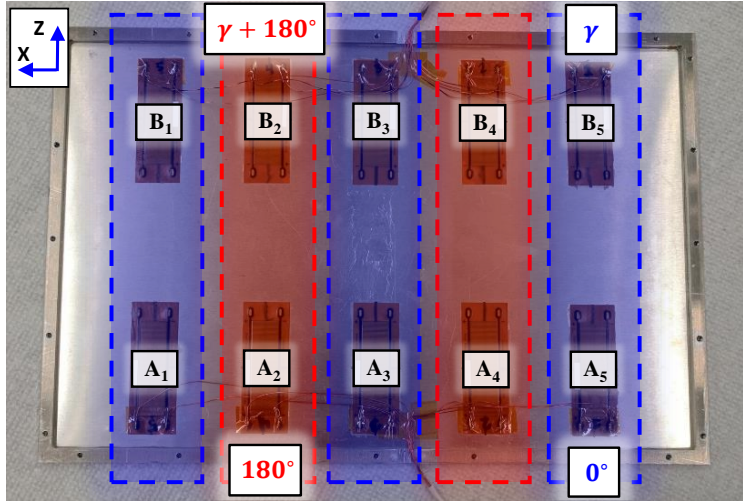 Z
X
γ + 180°
γ
B₁
B₂
B₃
B₄
B₅
A₁
A₂
A₃
A₄
A₅
180°
0°